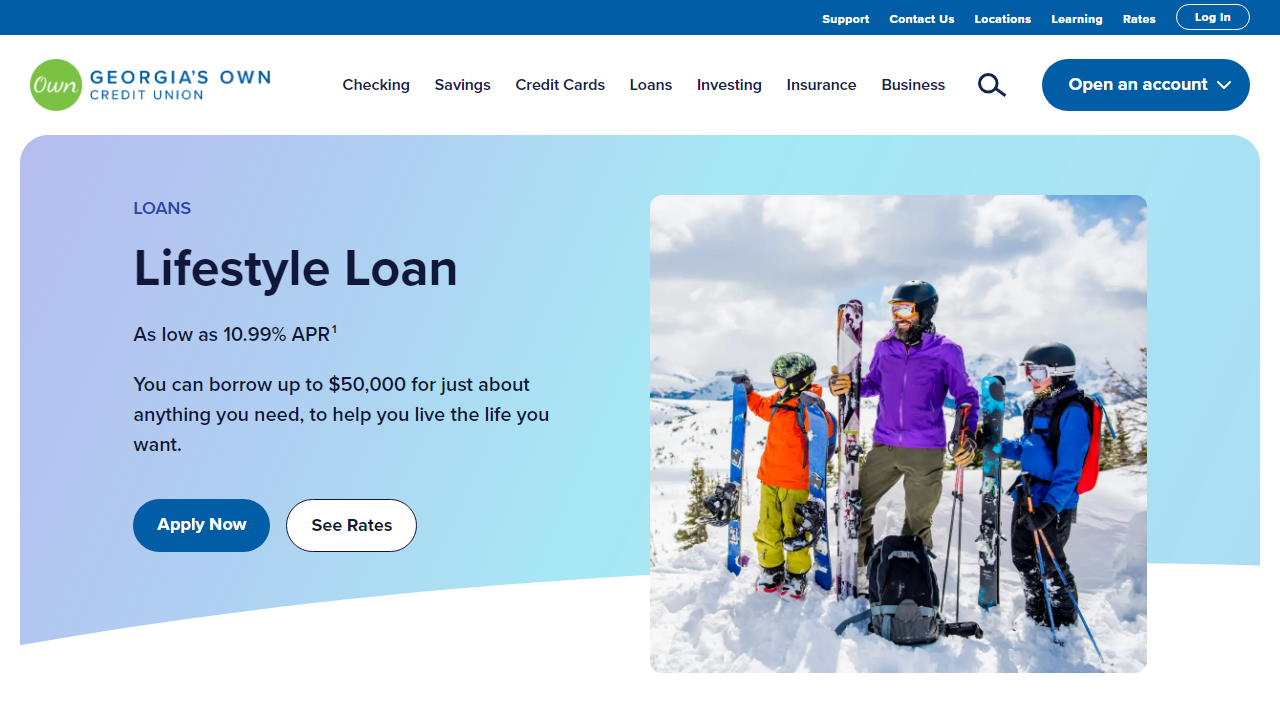 Support Contact Us Locations Learning Rates Log In
Own GEORGIA'S OWN
CREDIT UNION
Checking Savings Credit Cards Loans Investing Insurance Business Open an account
LOANS
Lifestyle Loan
As low as 10.99% APR¹
You can borrow up to $50,000 for just about
anything you need, to help you live the life you
want.
Apply Now See Rates